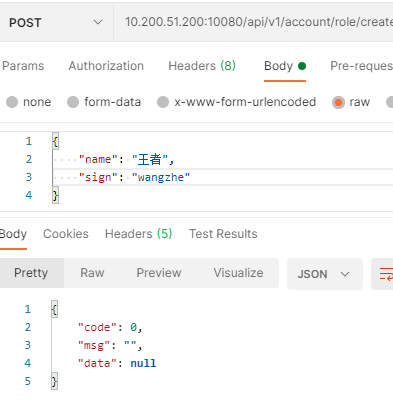 POST 10.200.51.200:10080/api/v1/account/role/create
Params Authorization Headers (8) Body Pre-reques
none form-data x-www-form-urlencoded raw
1 {
2 "name": "王者",
3 "sign": "wangzhe"
4 }
Body Cookies Headers (5) Test Results
Pretty Raw Preview Visualize JSON
1 {
2 "code": 0,
3 "msg": "",
4 "data": null
5 }